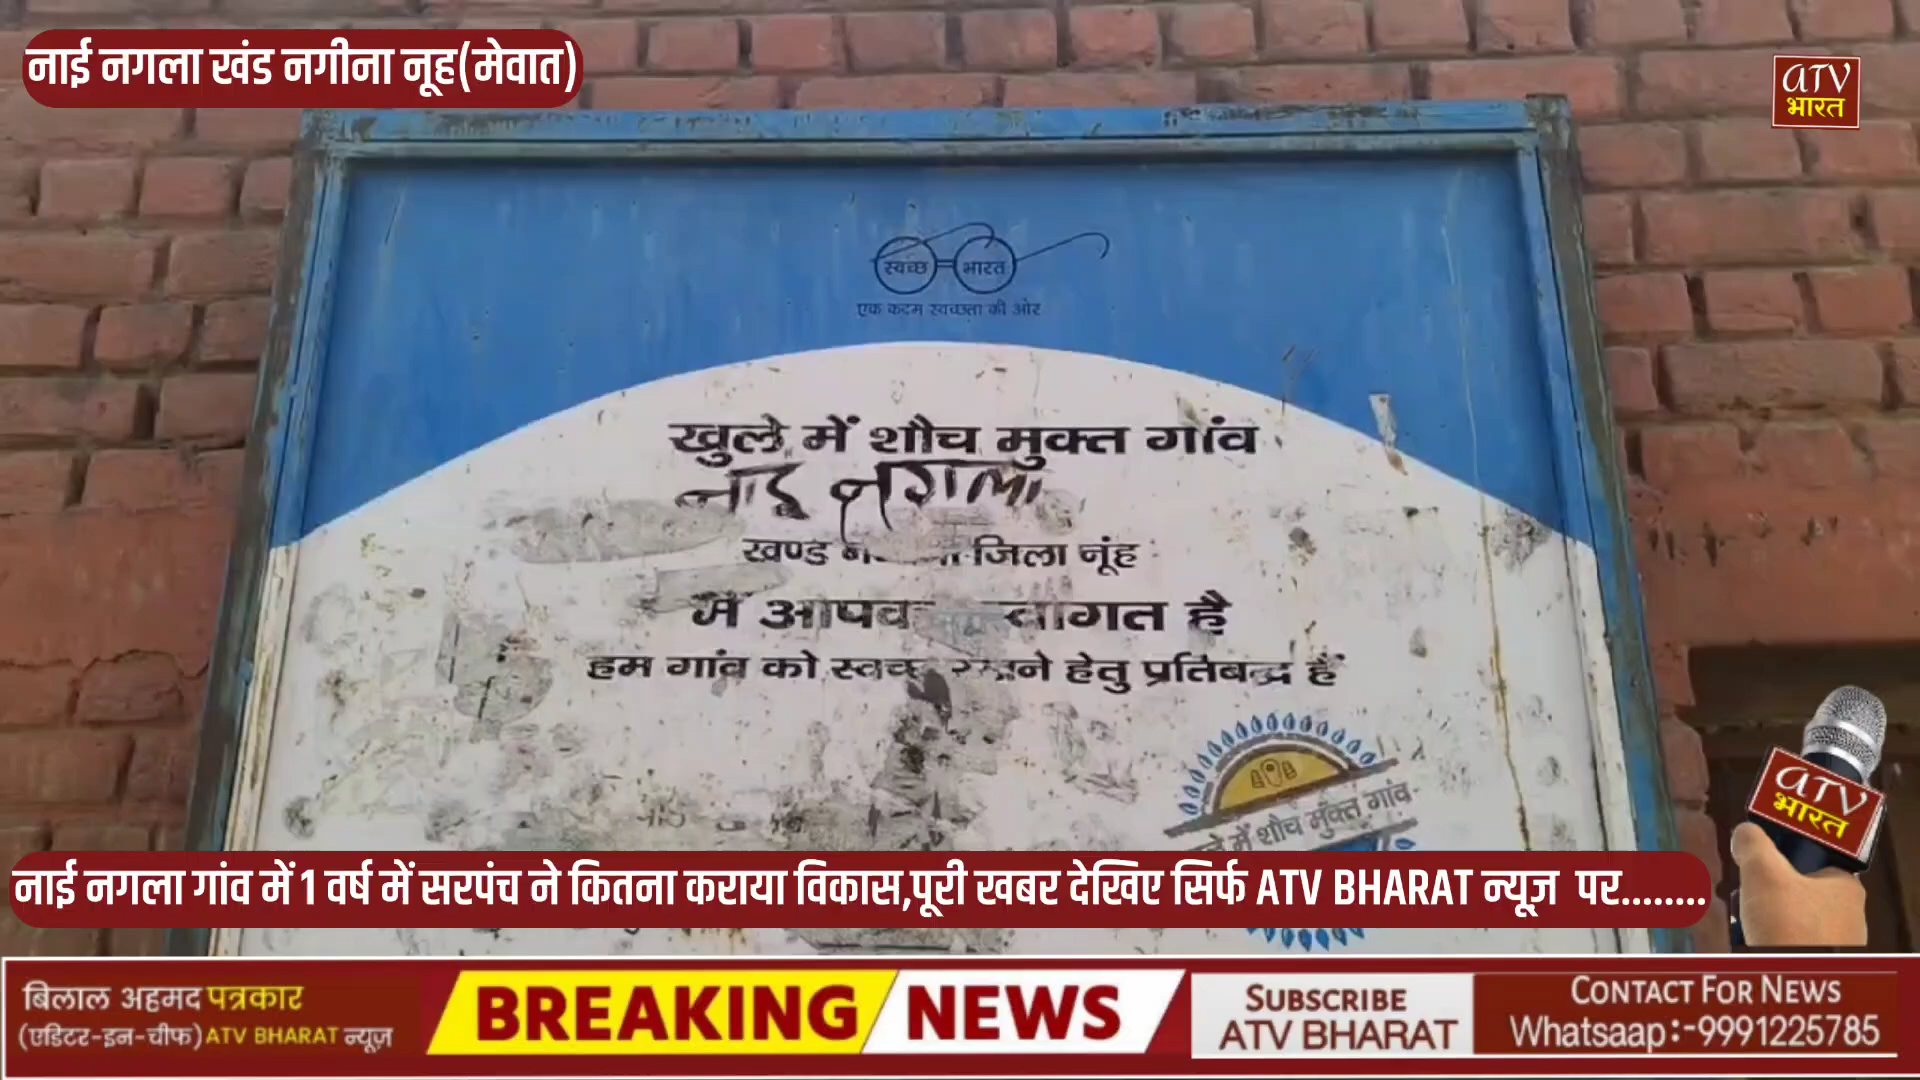 नाई नगला खंड नगीना नूह(मेवात)
ATV
भारत
स्वच्छ भारत
एक कदम स्वच्छता की ओर
खुले में शौच मुक्त गांव
नाई नगला
खण्ड जिला नूंह
में है
हम गांव को हेतु प्रतिबद्ध हैं
में शौच मुक्त गांव
ATV
भारत
नाई नगला गांव में 1 वर्ष में सरपंच ने कितना कराया विकास,पूरी खबर देखिए सिर्फ ATV BHARAT न्यूज़ पर........
बिलाल अहमद पत्रकार
(एडिटर-इन-चीफ) ATV BHARAT न्यूज़
BREAKING NEWS
SUBSCRIBE
ATV BHARAT
CONTACT FOR NEWS
Whatsaap:-9991225785